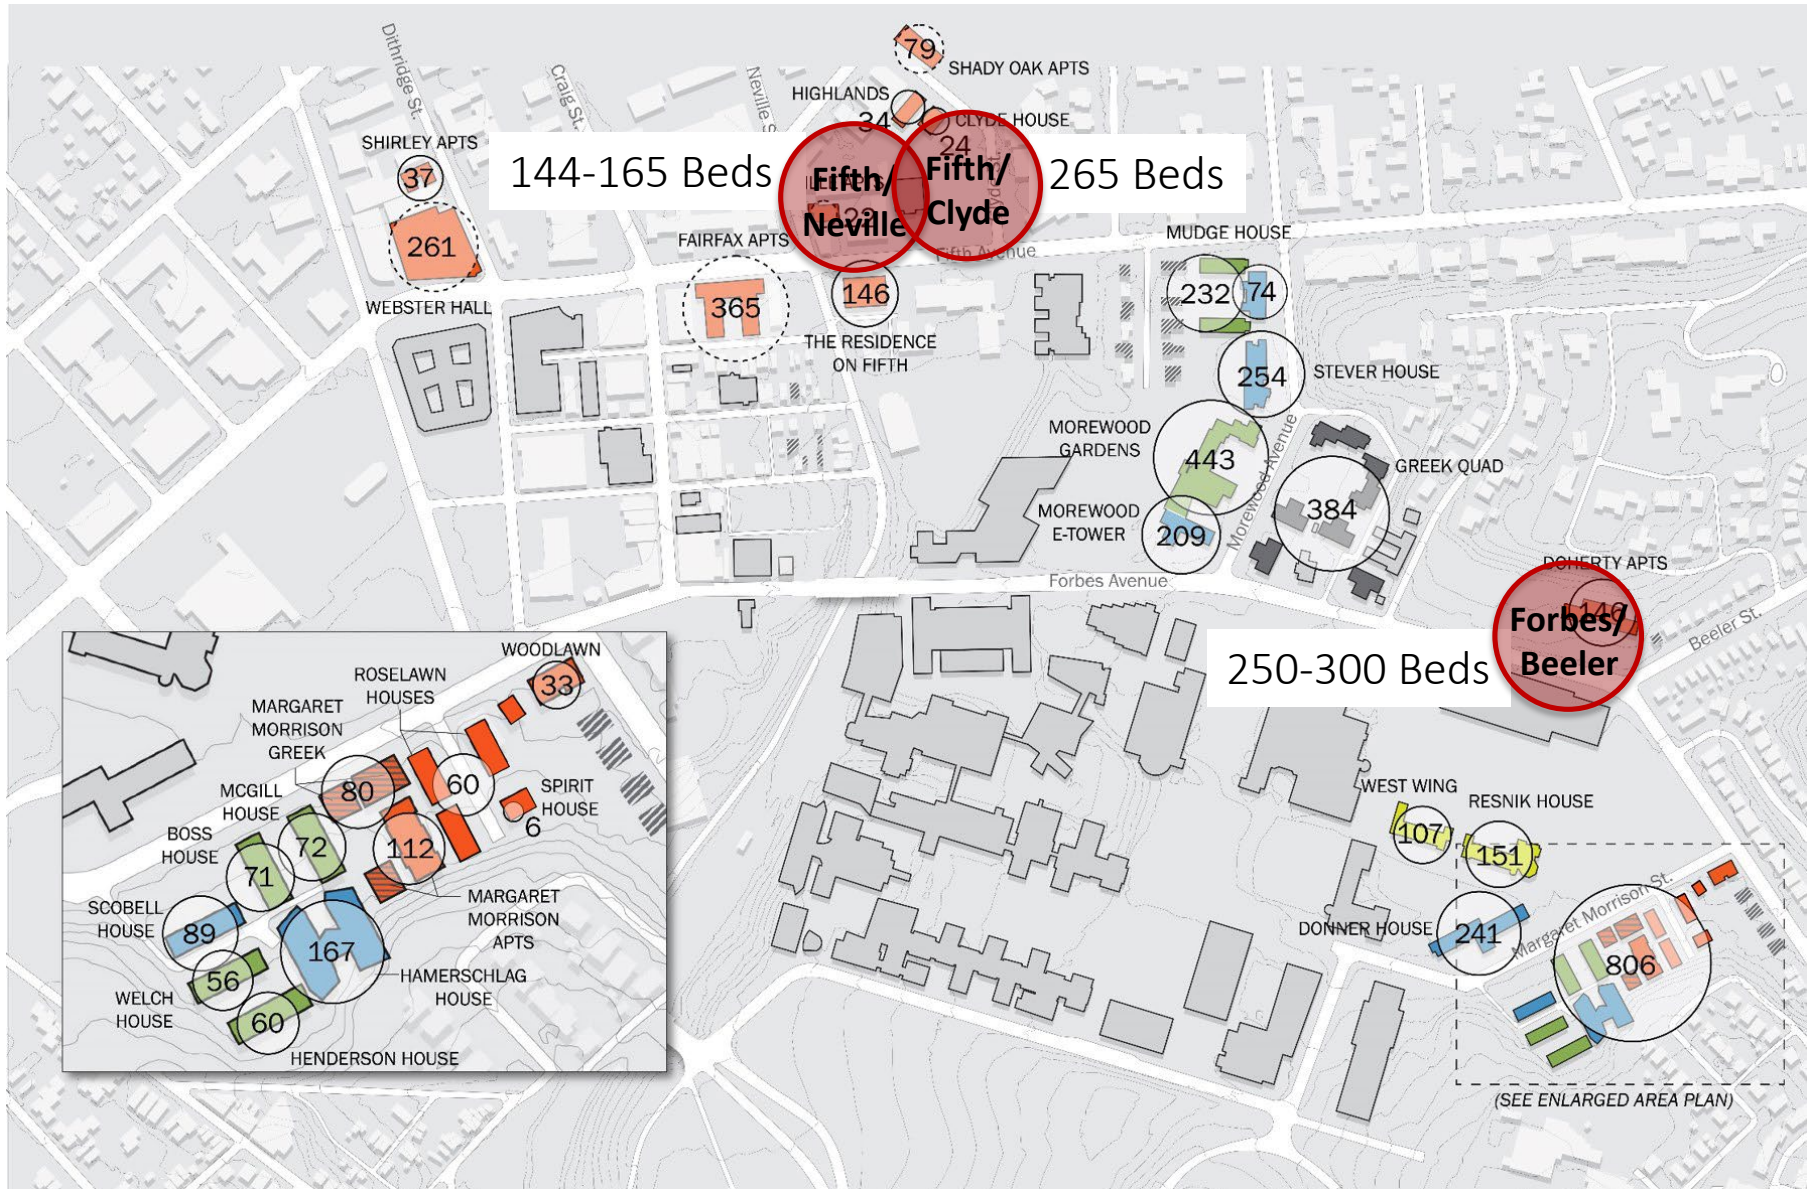 79
SHADY OAK APTS
HIGHLANDS
34
CLYDE HOUSE
24
Dithridge St.
Craig St.
Neville S
SHIRLEY APTS
37
144-165 Beds
Fifth/
Neville
Fifth/
Clyde
265 Beds
261
WEBSTER HALL
FAIRFAX APTS
365
146
THE RESIDENCE
ON FIFTH
Fifth Avenue
MUDGE HOUSE
232
74
254
STEVER HOUSE
MOREWOOD
GARDENS
443
Morewood Avenue
GREEK QUAD
384
MOREWOOD
E-TOWER
209
Forbes Avenue
DOHERTY APTS
146
Forbes/
Beeler
Beeler St.
250-300 Beds
WOODLAWN
33
ROSELAWN
HOUSES
MARGARET
MORRISON
GREEK
80
60
SPIRIT
HOUSE
6
MCGILL
HOUSE
72
112
BOSS
HOUSE
71
MARGARET
MORRISON
APTS
SCOBELL
HOUSE
89
167
HAMERSCHLAG
HOUSE
56
WELCH
HOUSE
60
HENDERSON HOUSE
WEST WING
107
RESNIK HOUSE
151
DONNER HOUSE
241
Margaret Morrison St.
806
(SEE ENLARGED AREA PLAN)